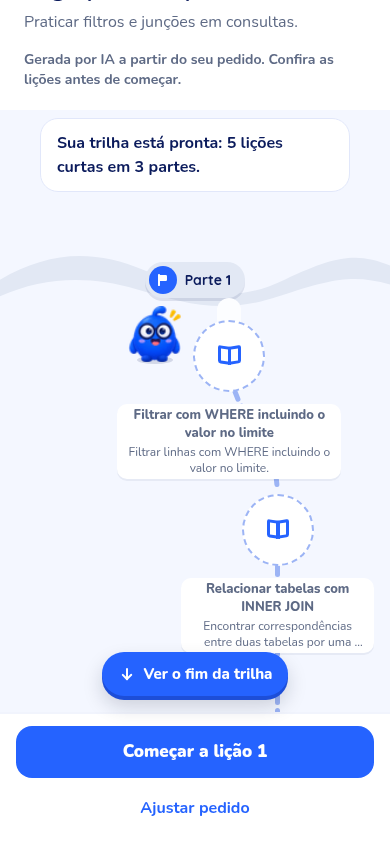 Praticar filtros e junções em consultas.
Gerada por IA a partir do seu pedido. Confira as
lições antes de começar.
Sua trilha está pronta: 5 lições
curtas em 3 partes.
Parte 1
Filtrar com WHERE incluindo o
valor no limite
Filtrar linhas com WHERE incluindo o
valor no limite.
Relacionar tabelas com
INNER JOIN
Encontrar correspondências
entre duas tabelas por uma ...
Ver o fim da trilha
Começar a lição 1
Ajustar pedido